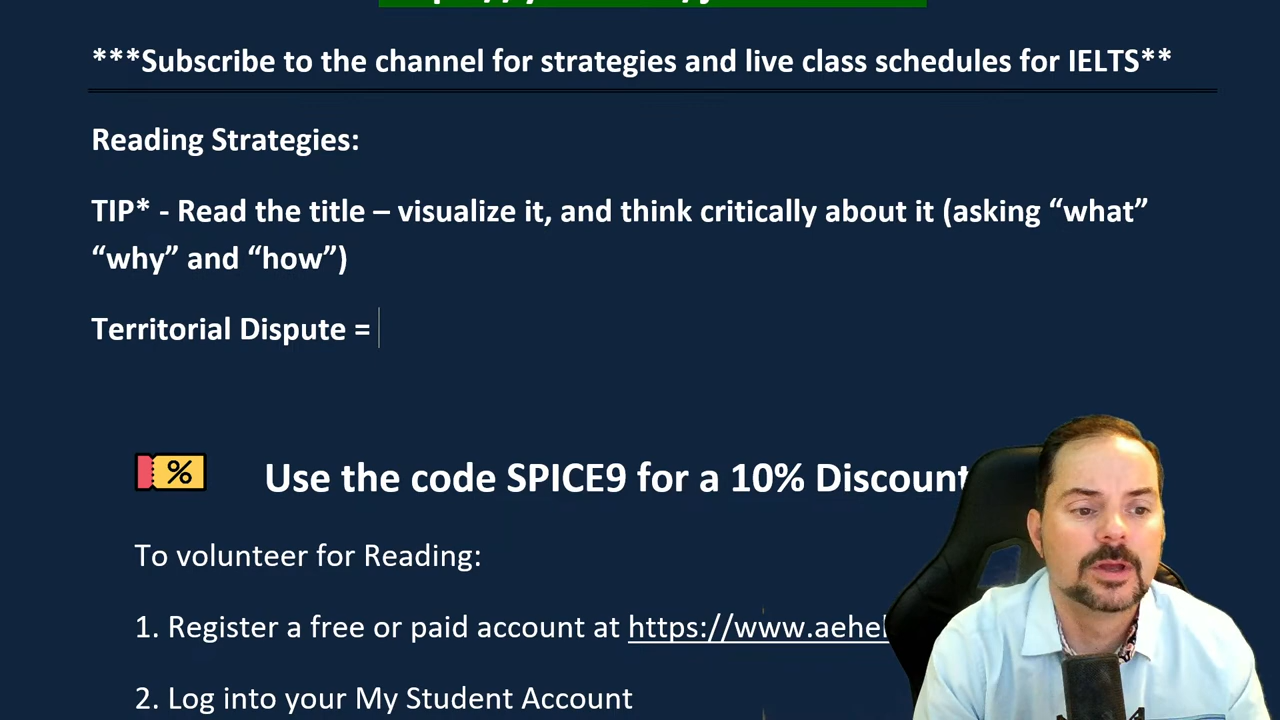 ***Subscribe to the channel for strategies and live class schedules for IELTS**
Reading Strategies:
TIP* - Read the title – visualize it, and think critically about it (asking “what”
“why” and “how”)
Territorial Dispute =
%
Use the code SPICE9 for a 10% Discount
To volunteer for Reading:
1. Register a free or paid account at https://www.aehel
2. Log into your My Student Account